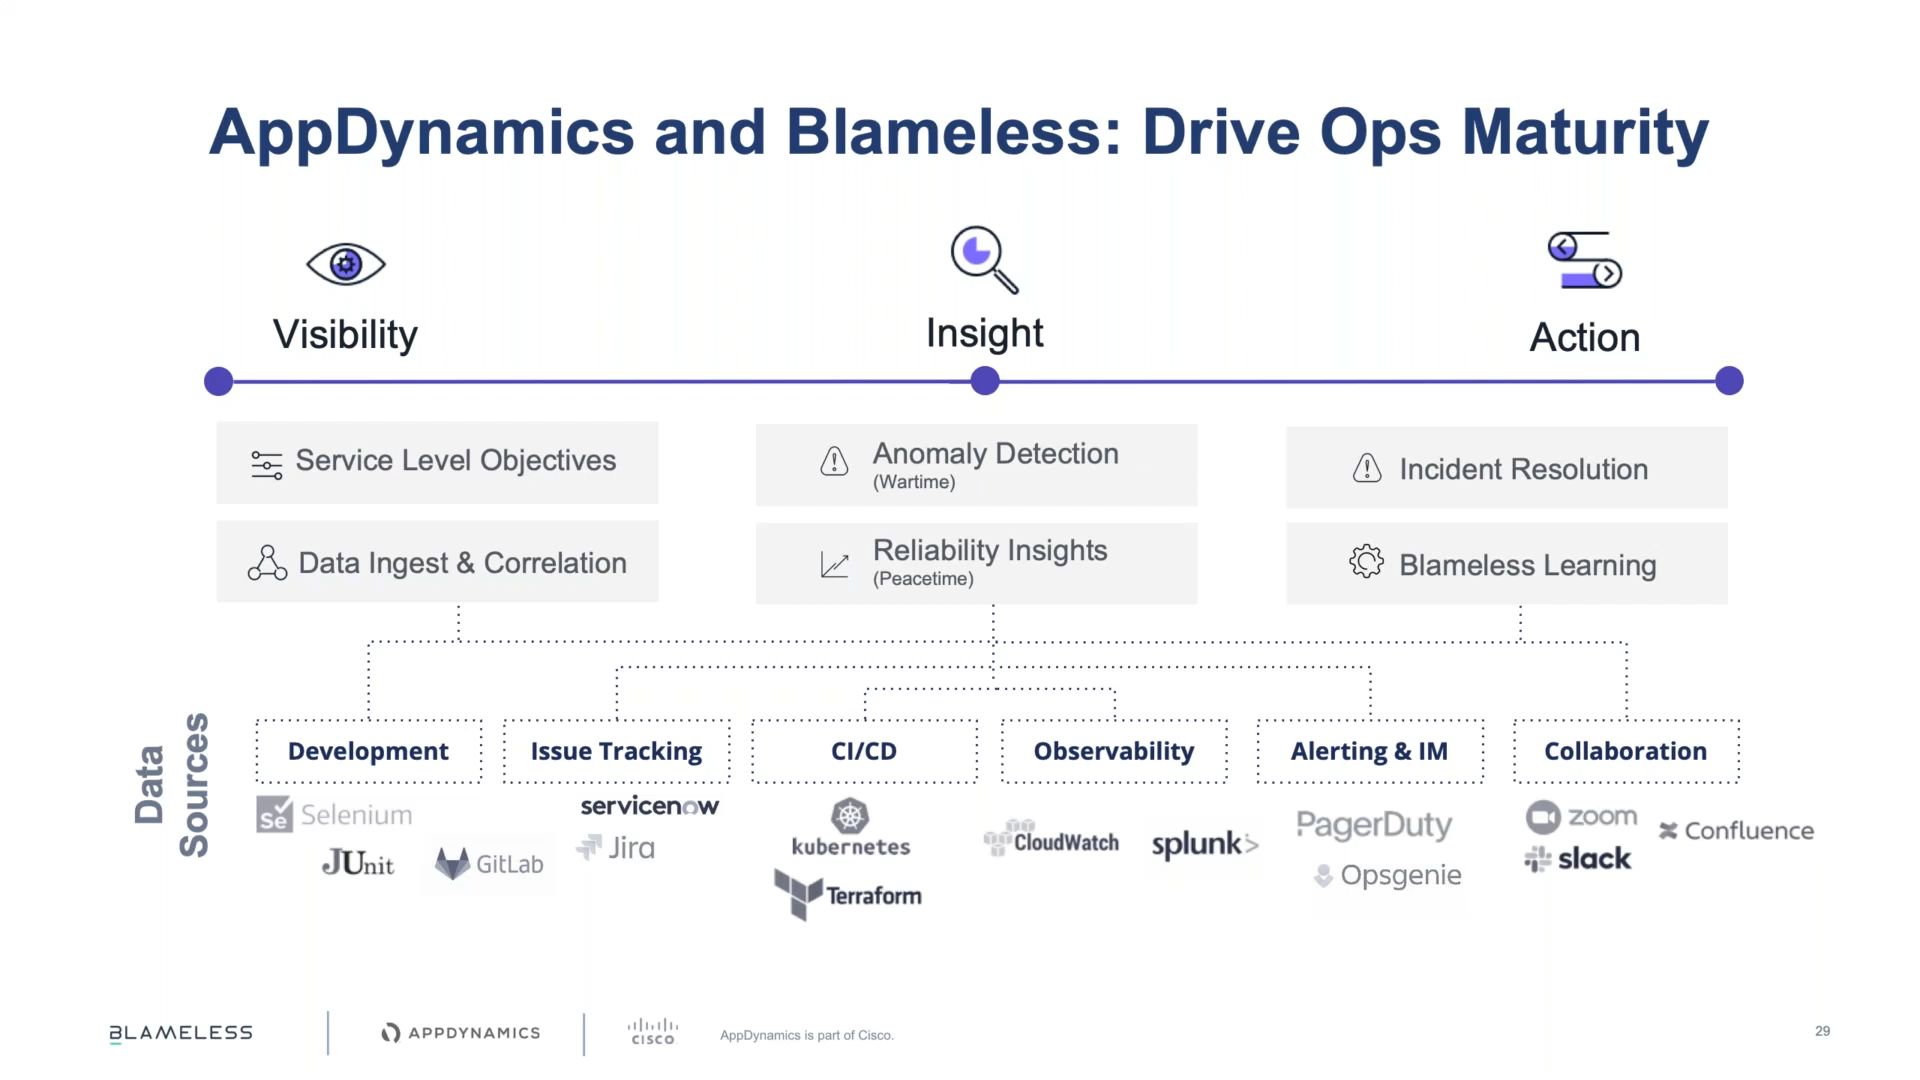 AppDynamics and Blameless: Drive Ops Maturity
Visibility
Insight
Action
Service Level Objectives
Anomaly Detection
(Wartime)
Incident Resolution
Data Ingest & Correlation
Reliability Insights
(Peacetime)
Blameless Learning
Data
Sources
Development
Issue Tracking
CI/CD
Observability
Alerting & IM
Collaboration
Se Selenium
JUnit
GitLab
servicenow
Jira
kubernetes
Terraform
CloudWatch
splunk>
PagerDuty
Opsgenie
zoom
Confluence
slack
BLAMELESS
APPDYNAMICS
CISCO
AppDynamics is part of Cisco.
29